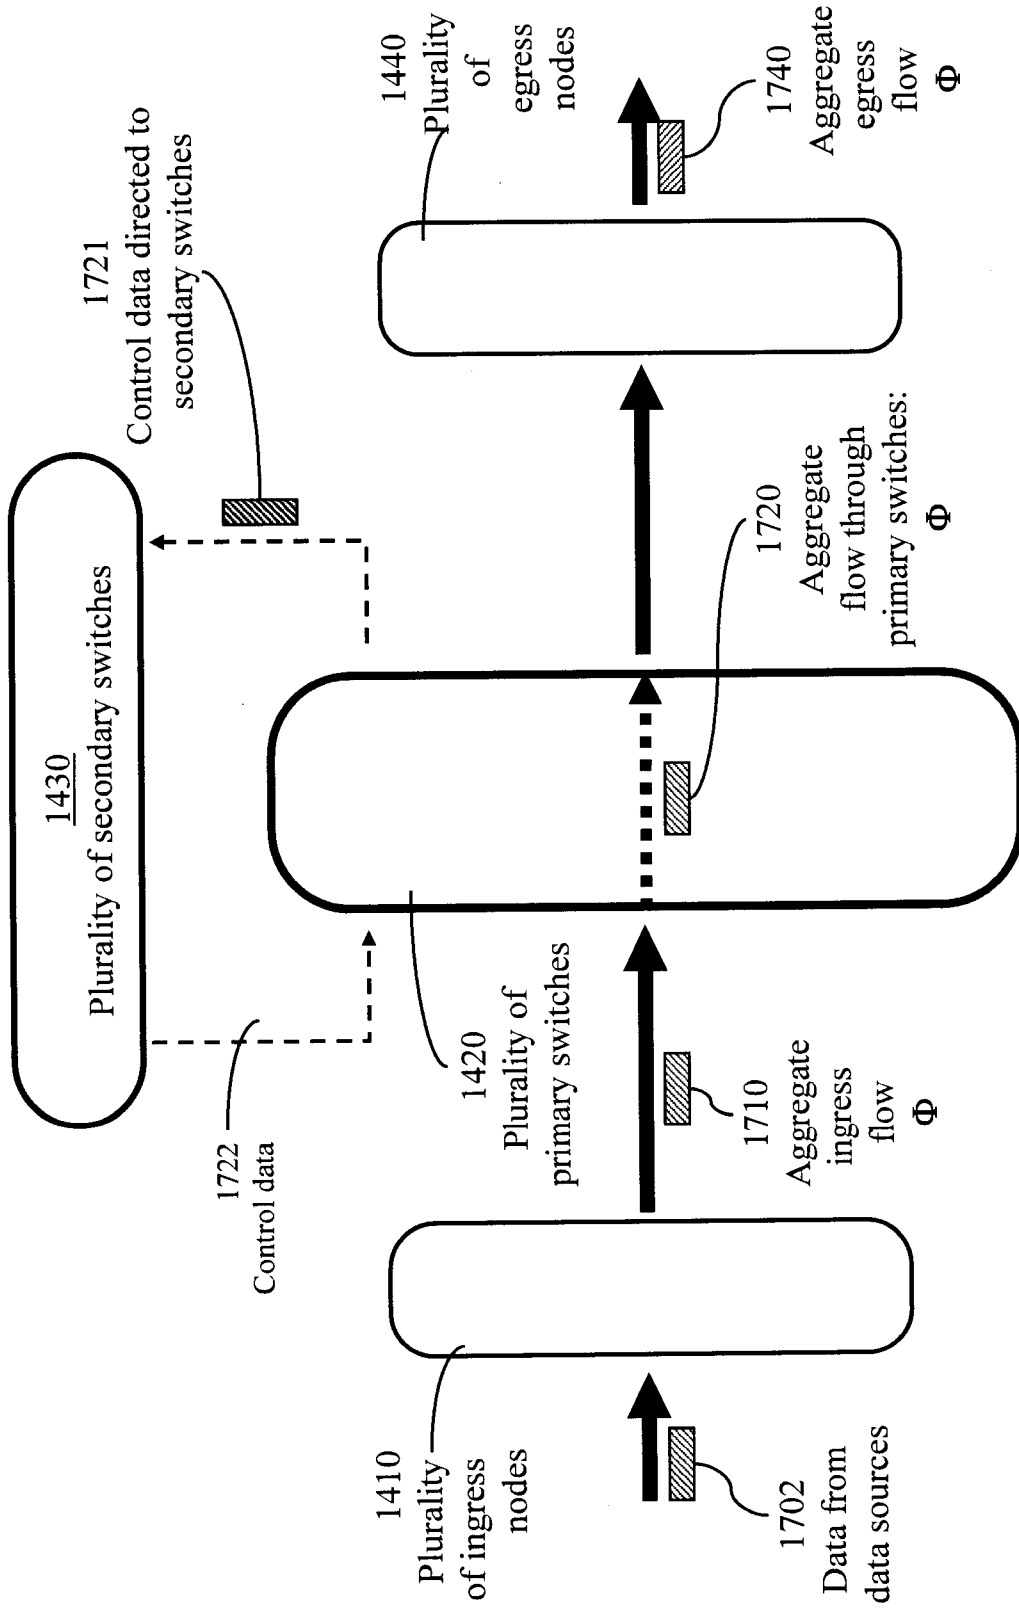 1430
Plurality of secondary switches
1721
Control data directed to
secondary switches
1722
Control data
1410
Plurality
of ingress
nodes
1420
Plurality of
primary switches
1440
Plurality
of
egress
nodes
1702
Data from
data sources
1710
Aggregate
ingress
flow
Φ
1720
Aggregate
flow through
primary switches:
Φ
1740
Aggregate
egress
flow
Φ